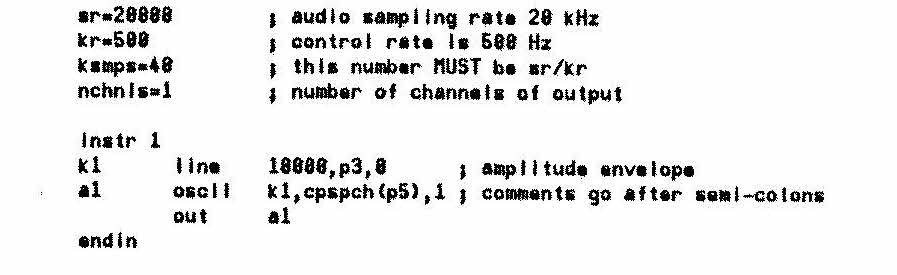 sr=20000 ; audio sampling rate 20 kHz
kr=500 ; control rate is 500 Hz
ksmps=40 ; this number MUST be sr/kr
nchnls=1 ; number of channels of output
instr 1
k1 line 10000,p3,0 ; amplitude envelope
a1 oscil k1,cpspch(p5),1 ; comments go after semi-colons
out a1
endin